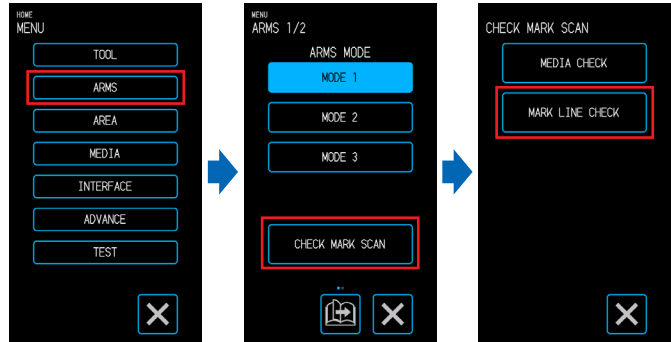 HOME
MENU
TOOL
ARMS
AREA
MEDIA
INTERFACE
ADVANCE
TEST
MENU
ARMS 1/2
ARMS MODE
MODE 1
MODE 2
MODE 3
CHECK MARK SCAN
CHECK MARK SCAN
MEDIA CHECK
MARK LINE CHECK